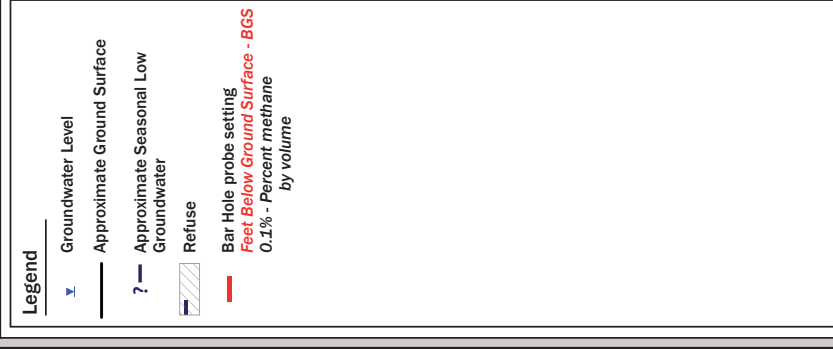 Legend
Groundwater Level
Approximate Ground Surface
? Approximate Seasonal Low
Groundwater
Refuse
Bar Hole probe setting
Feet Below Ground Surface - BGS
0.1% - Percent methane
by volume